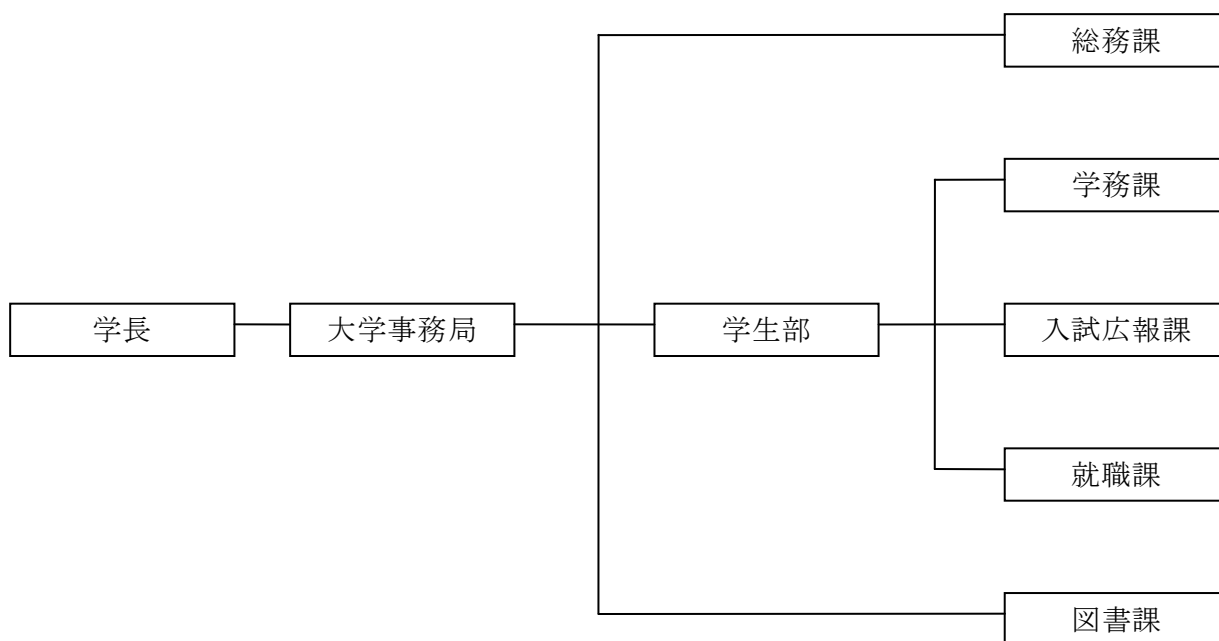 総務課
学務課
学長
大学事務局
学生部
入試広報課
就職課
図書課